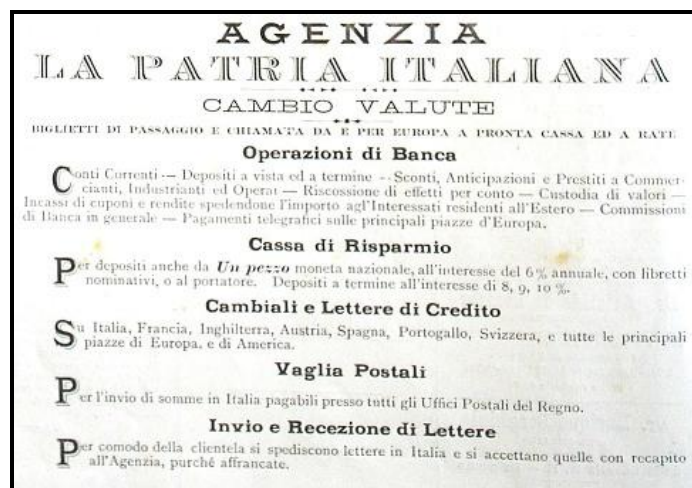 AGENZIA
LA PATRIA ITALIANA
CAMBIO VALUTE
BIGLIETTI DI PASSAGGIO E CHIAMATA DA E PER EUROPA A PRONTA CASSA ED A RATE
Operazioni di Banca
Conti Correnti — Depositi a vista ed a termine -- Sconti, Anticipazioni e Prestiti a Commer-
cianti, Industrianti ed Operai — Riscossione di effetti per conto — Custodia di valori —
Incassi di cuponi e rendite spedendone l'importo agl'Interessati residenti all'Estero — Commissioni
di Banca in generale — Pagamenti telegrafici sulle principali piazze d'Europa.
Cassa di Risparmio
Per depositi anche da Un pezzo moneta nazionale, all'interesse del 6% annuale, con libretti
nominativi, o al portatore. Depositi a termine all'interesse di 8, 9, 10 %.
Cambiali e Lettere di Credito
Su Italia, Francia, Inghilterra, Austria, Spagna, Portogallo, Svizzera, e tutte le principali
piazze di Europa, e di America.
Vaglia Postali
Per l'invio di somme in Italia pagabili presso tutti gli Uffici Postali del Regno.
Invio e Recezione di Lettere
Per comodo della clientela si spediscono lettere in Italia e si accettano quelle con recapito
all'Agenzia, purché affrancate.